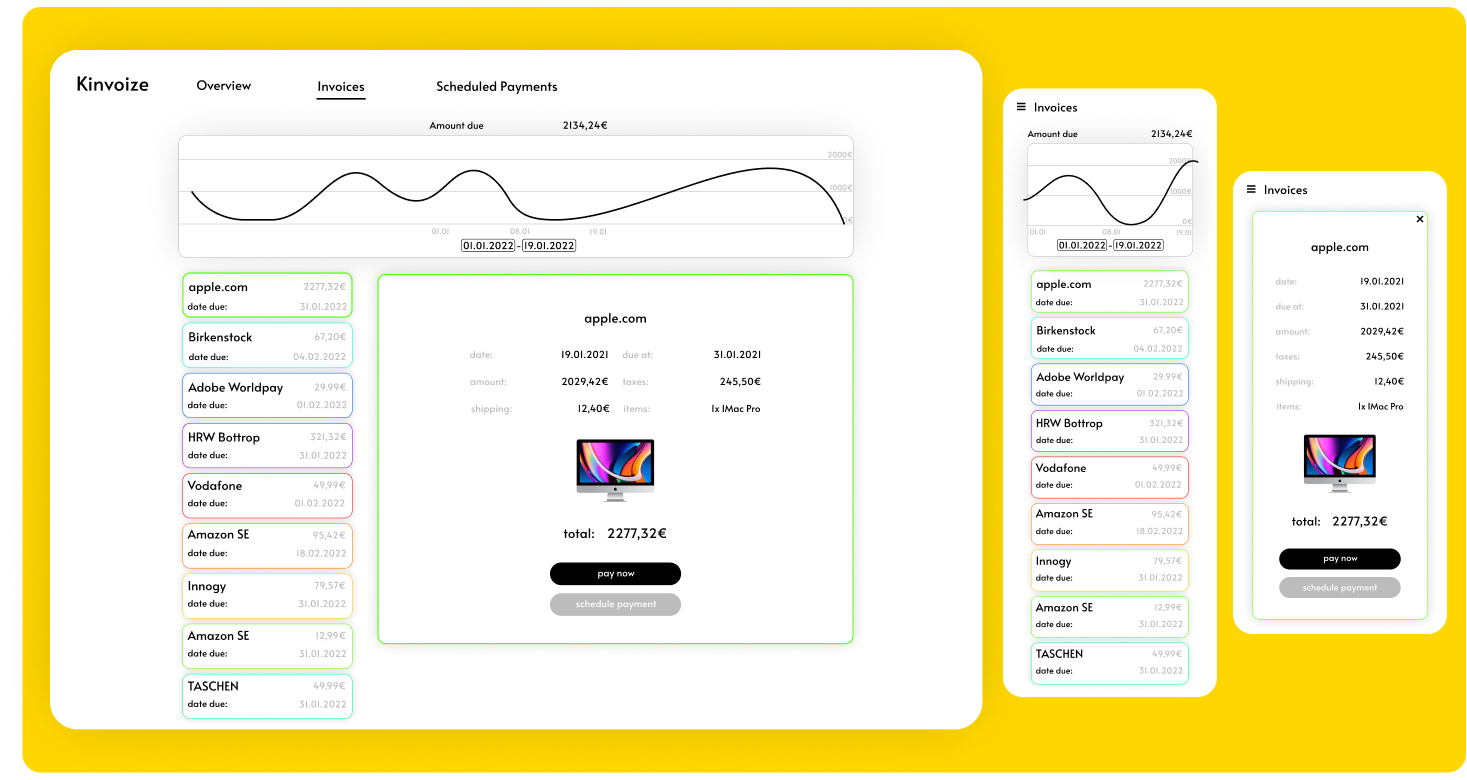 Kinvoize Overview Invoices Scheduled Payments
Amount due 2134,24€
2000€
1000€
0€
01.01 08.01 19.01
01.01.2022 - 19.01.2022
apple.com 2277,32€
date due: 31.01.2022
Birkenstock 67,20€
date due: 04.02.2022
Adobe Worldpay 29.99€
date due: 01.02.2022
HRW Bottrop 321,32€
date due: 31.01.2022
Vodafone 49,99€
date due: 01.02.2022
Amazon SE 95,42€
date due: 18.02.2022
Innogy 79,57€
date due: 31.01.2022
Amazon SE 12,99€
date due: 31.01.2022
TASCHEN 49,99€
date due: 31.01.2022
apple.com
date: 19.01.2021 due at: 31.01.2021
amount: 2029,42€ taxes: 245,50€
shipping: 12,40€ items: 1x IMac Pro
total: 2277,32€
pay now
schedule payment
Invoices
Amount due 2134,24€
2000€
1000€
0€
01.01 08.01 19.01
01.01.2022 - 19.01.2022
apple.com 2277,32€
date due: 31.01.2022
Birkenstock 67,20€
date due: 04.02.2022
Adobe Worldpay 29.99€
date due: 01.02.2022
HRW Bottrop 321,32€
date due: 31.01.2022
Vodafone 49,99€
date due: 01.02.2022
Amazon SE 95,42€
date due: 18.02.2022
Innogy 79,57€
date due: 31.01.2022
Amazon SE 12,99€
date due: 31.01.2022
TASCHEN 49,99€
date due: 31.01.2022
Invoices
apple.com
date: 19.01.2021
due at: 31.01.2021
amount: 2029,42€
taxes: 245,50€
shipping: 12,40€
items: 1x IMac Pro
total: 2277,32€
pay now
schedule payment